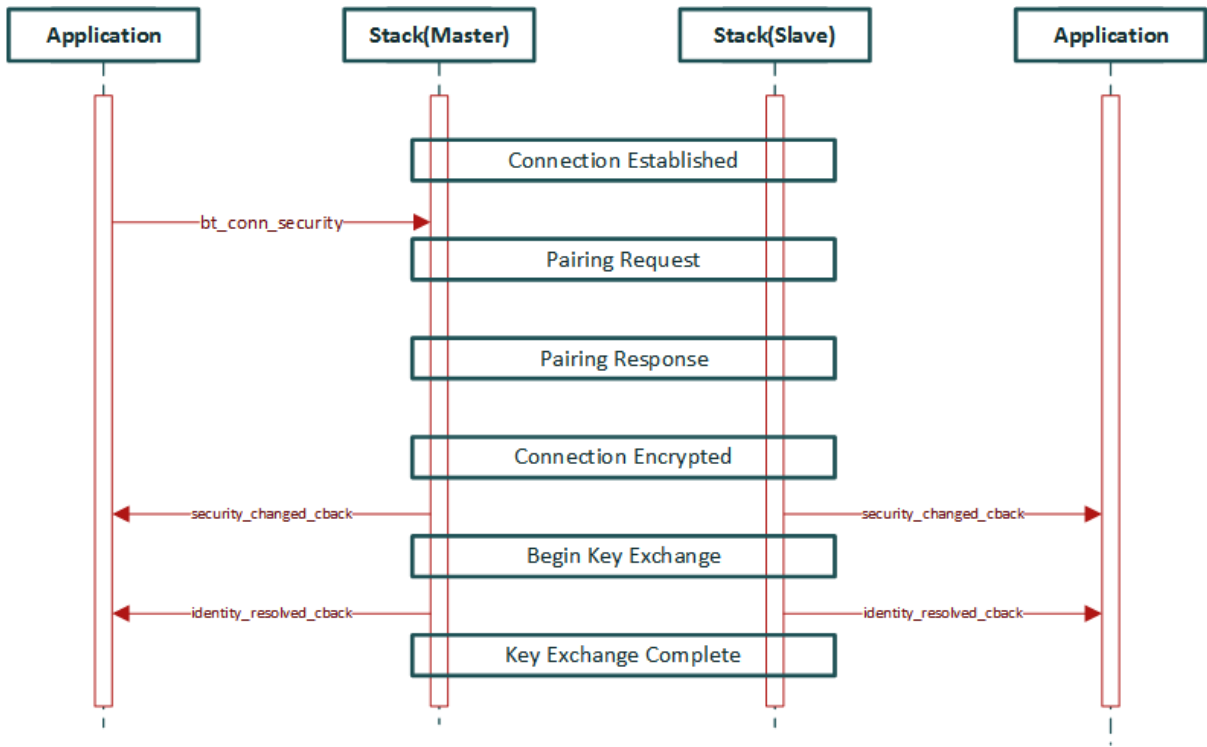 Application
Stack(Master)
Stack(Slave)
Application
Connection Established
bt_conn_security
Pairing Request
Pairing Response
Connection Encrypted
security_changed_cback
security_changed_cback
Begin Key Exchange
identity_resolved_cback
identity_resolved_cback
Key Exchange Complete